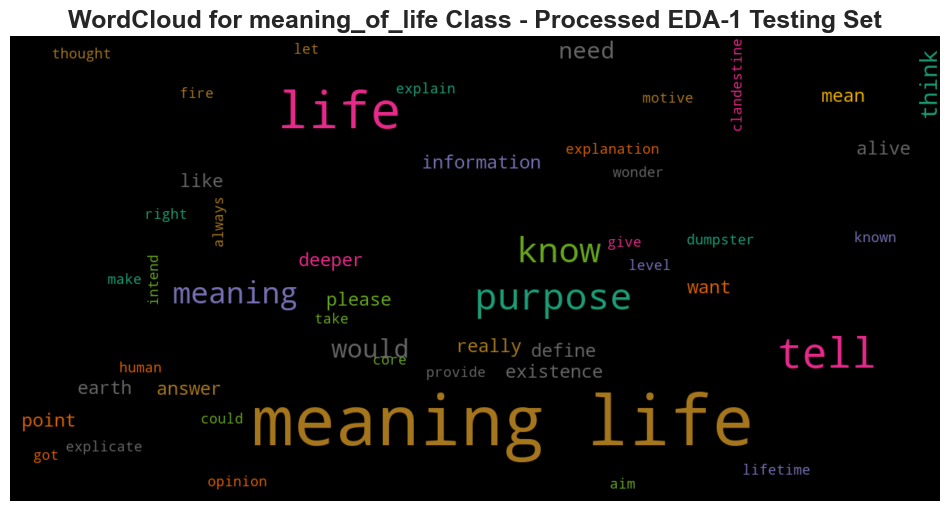 WordCloud for meaning_of_life Class - Processed EDA-1 Testing Set
thought
let
need
clandestine
think
fire
life
explain
motive
mean
information
explanation
wonder
alive
like
right
always
know
give
dumpster
known
deeper
level
make
intend
meaning
please
purpose
want
take
would
core
really
define
tell
human
provide
existence
earth
answer
point
could
meaning life
explicate
got
opinion
aim
lifetime